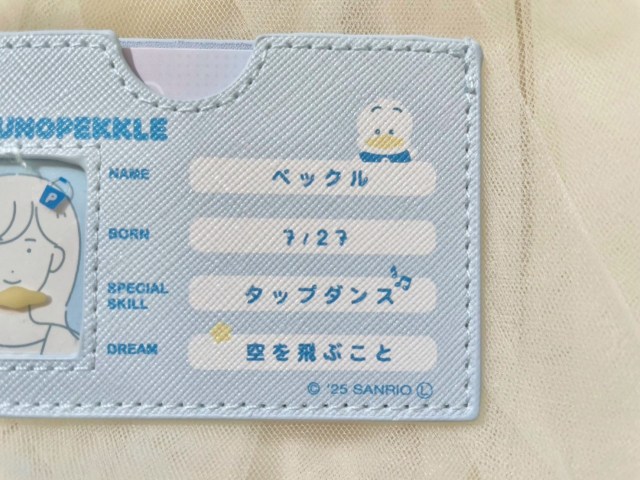 UNOPEKKLE
NAME ペックル
BORN 7/27
SPECIAL SKILL タップダンス
DREAM 空を飛ぶこと
© '25 SANRIO Ⓛ
P